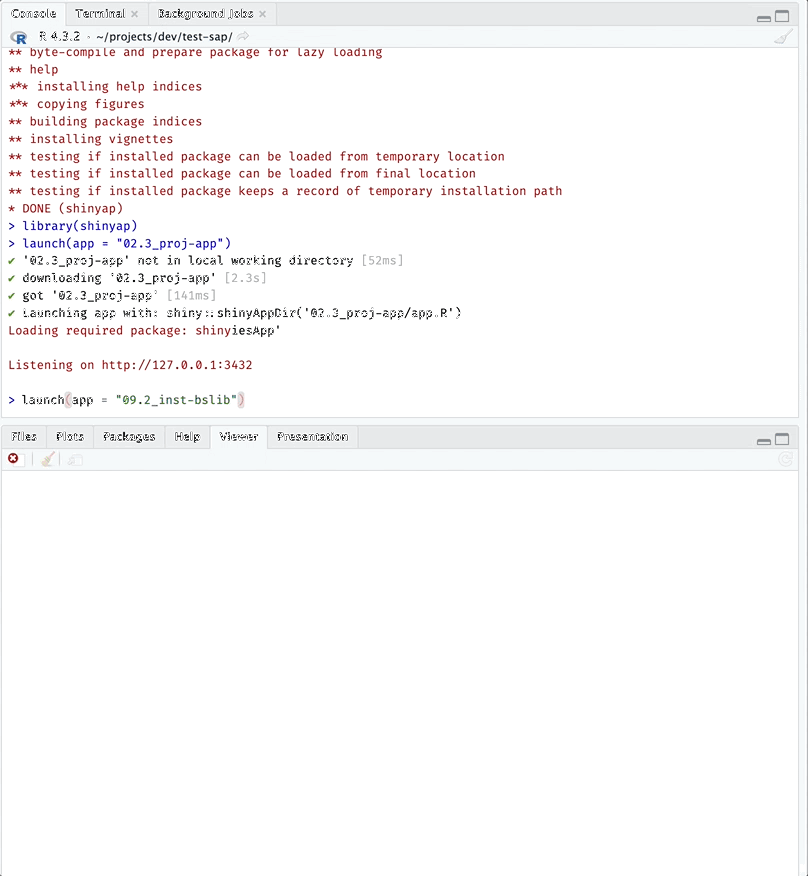 Console Terminal Background Jobs
R 4.3.2 · ~/projects/dev/test-sap/
** byte-compile and prepare package for lazy loading
** help
*** installing help indices
*** copying figures
** building package indices
** installing vignettes
** testing if installed package can be loaded from temporary location
** testing if installed package can be loaded from final location
** testing if installed package keeps a record of temporary installation path
* DONE (shinyap)
> library(shinyap)
> launch(app = "02.3_proj-app")
✔ '02.3_proj-app' not in local working directory [52ms]
✔ downloading '02.3_proj-app' [2.3s]
✔ got '02.3_proj-app' [141ms]
✔ Launching app with: shiny::shinyAppDir('02.3_proj-app/app.R')
Loading required package: shinyiesApp'
Listening on http://127.0.0.1:3432
> launch(app = "09.2_inst-bslib")
Files Plots Packages Help Viewer Presentation